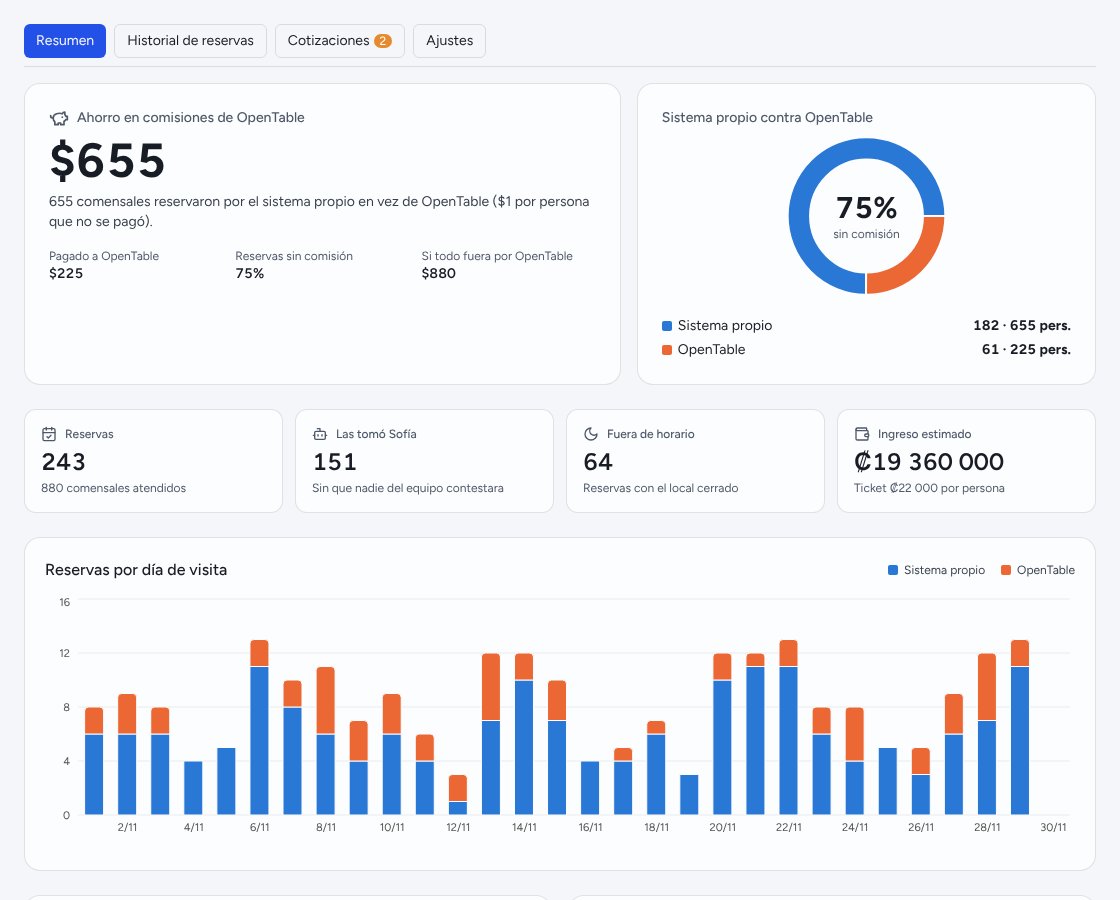 Resumen
Historial de reservas
Cotizaciones 2
Ajustes
Ahorro en comisiones de OpenTable
$655
655 comensales reservaron por el sistema propio en vez de OpenTable ($1 por persona
que no se pagó).
Pagado a OpenTable
$225
Reservas sin comisión
75%
Si todo fuera por OpenTable
$880
Sistema propio contra OpenTable
75%
sin comisión
Sistema propio 182 · 655 pers.
OpenTable 61 · 225 pers.
Reservas
243
880 comensales atendidos
Las tomó Sofía
151
Sin que nadie del equipo contestara
Fuera de horario
64
Reservas con el local cerrado
Ingreso estimado
₡19 360 000
Ticket ₡22 000 por persona
Reservas por día de visita
Sistema propio
OpenTable
16
12
8
4
0
2/11 4/11 6/11 8/11 10/11 12/11 14/11 16/11 18/11 20/11 22/11 24/11 26/11 28/11 30/11